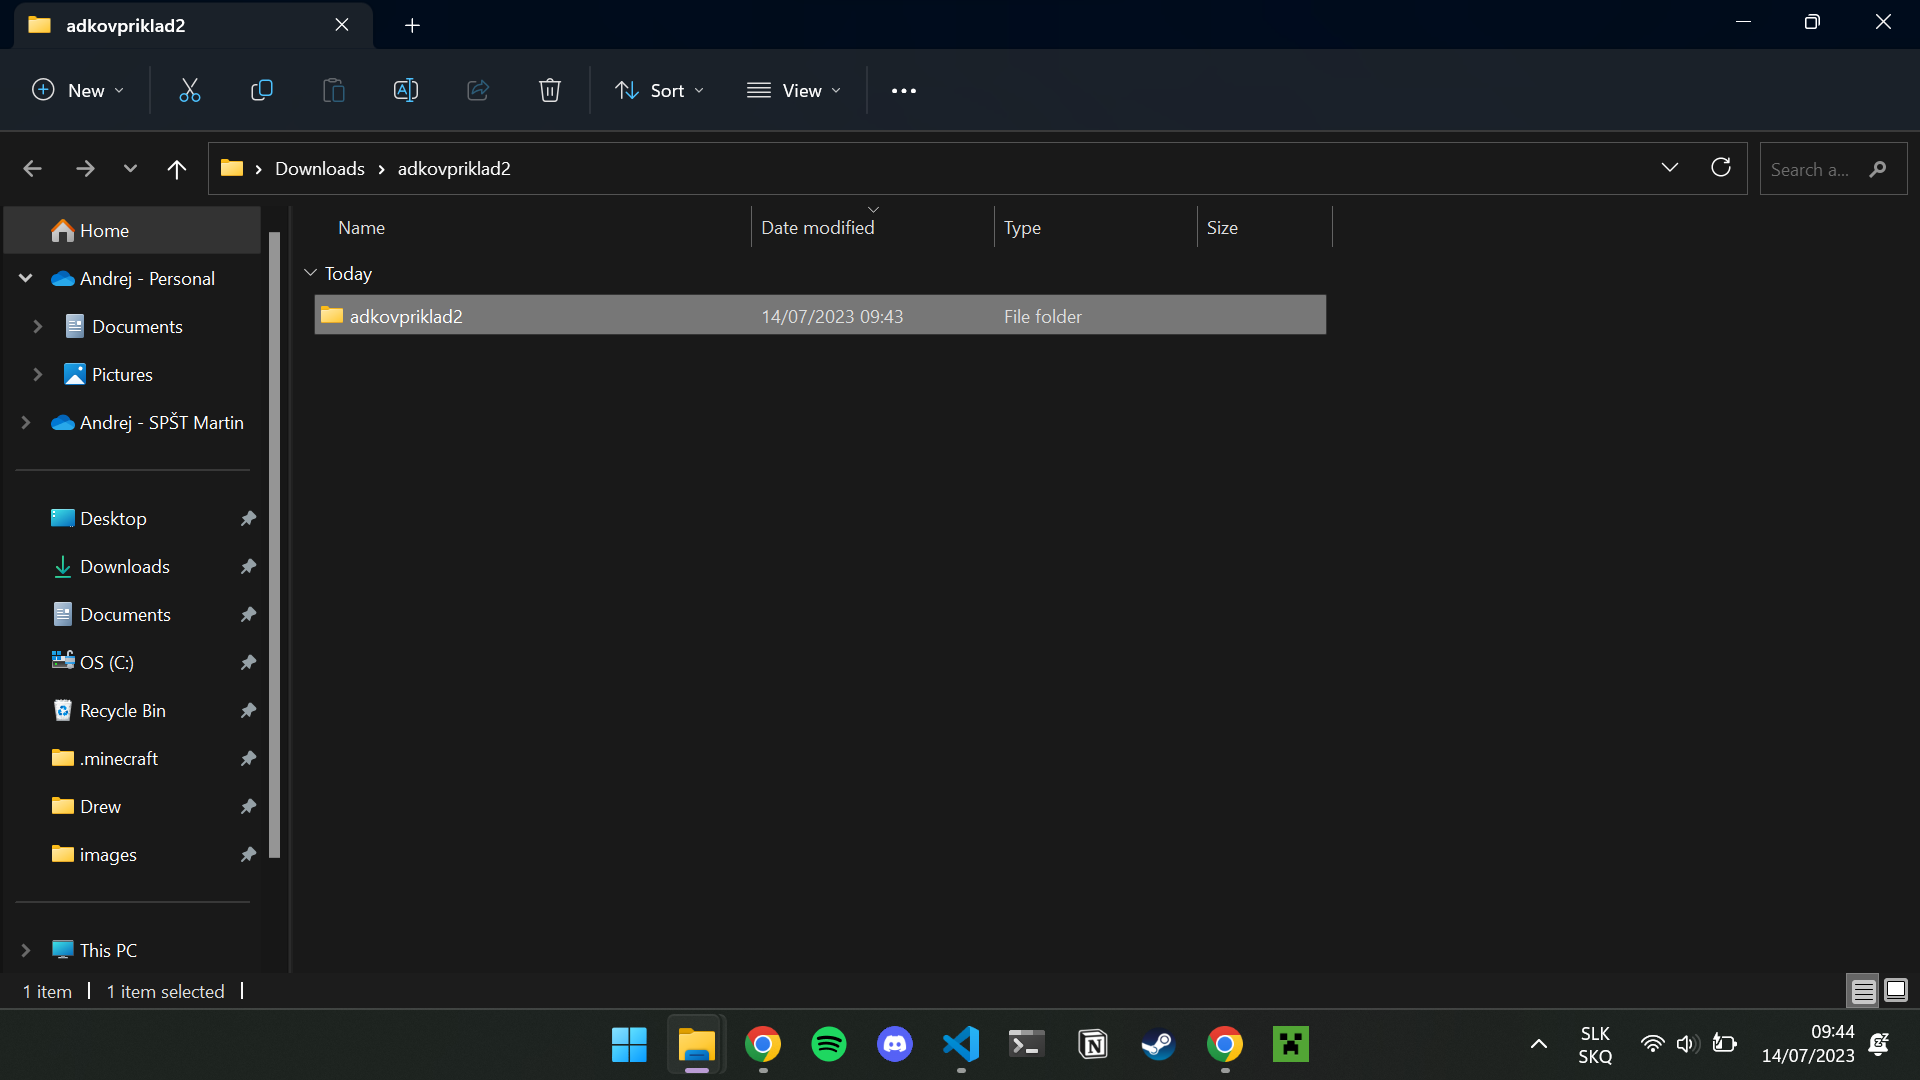 adkovpriklad2
New
Sort
View
Downloads
adkovpriklad2
Search a...
Name
Date modified
Type
Size
Home
Andrej - Personal
Documents
Pictures
Andrej - SPŠT Martin
Desktop
Downloads
Documents
OS (C:)
Recycle Bin
.minecraft
Drew
images
This PC
Today
adkovpriklad2 14/07/2023 09:43 File folder
1 item
1 item selected
SLK
SKQ
09:44
14/07/2023